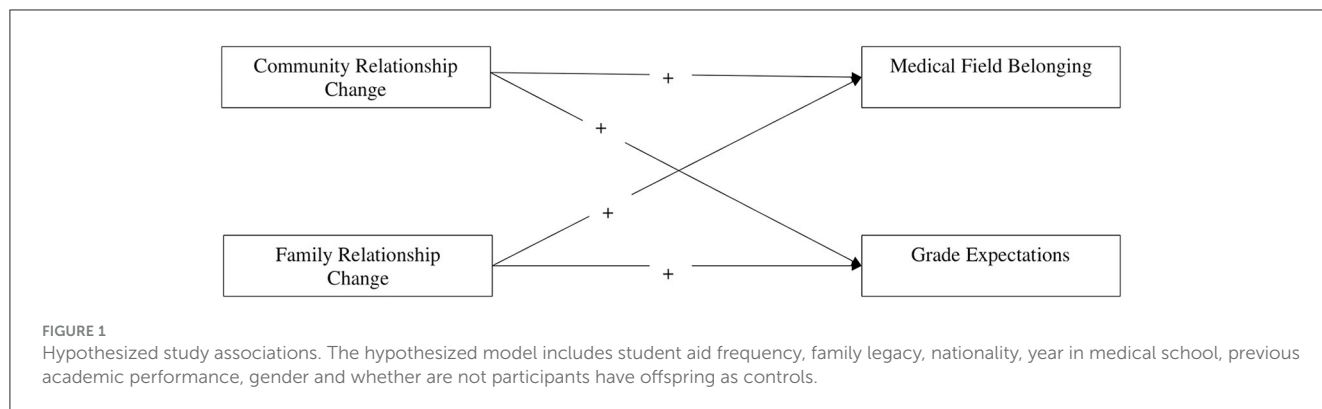 Community Relationship
Change
Medical Field Belonging
+
+
+
Family Relationship
Change
Grade Expectations
+
FIGURE 1
Hypothesized study associations. The hypothesized model includes student aid frequency, family legacy, nationality, year in medical school, previous
academic performance, gender and whether are not participants have offspring as controls.